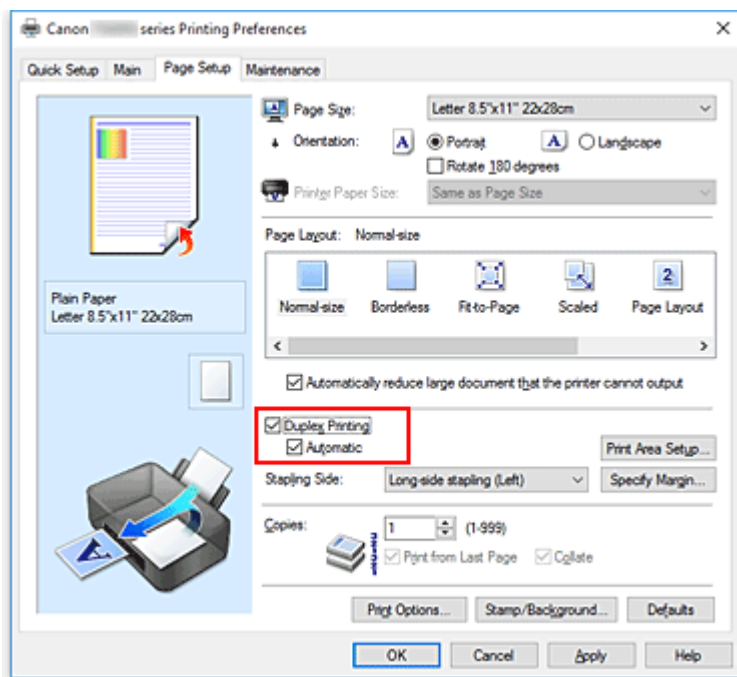 Canon series Printing Preferences
Quick Setup Main Page Setup Maintenance
Page Size: Letter 8.5"x11" 22x28cm
Orientation: A Portrait A Landscape
Rotate 180 degrees
Printer Paper Size: Same as Page Size
Page Layout: Normal-size
2
Normal-size Borderless Fit-to-Page Scaled Page Layout
Automatically reduce large document that the printer cannot output
Plain Paper
Letter 8.5"x11" 22x28cm
Duplex Printing
Automatic
Print Area Setup...
Stapling Side: Long-side stapling (Left) Specify Margin...
Copies: 1 (1-999)
Print from Last Page Collate
A
Print Options... Stamp/Background... Defaults
OK Cancel Apply Help